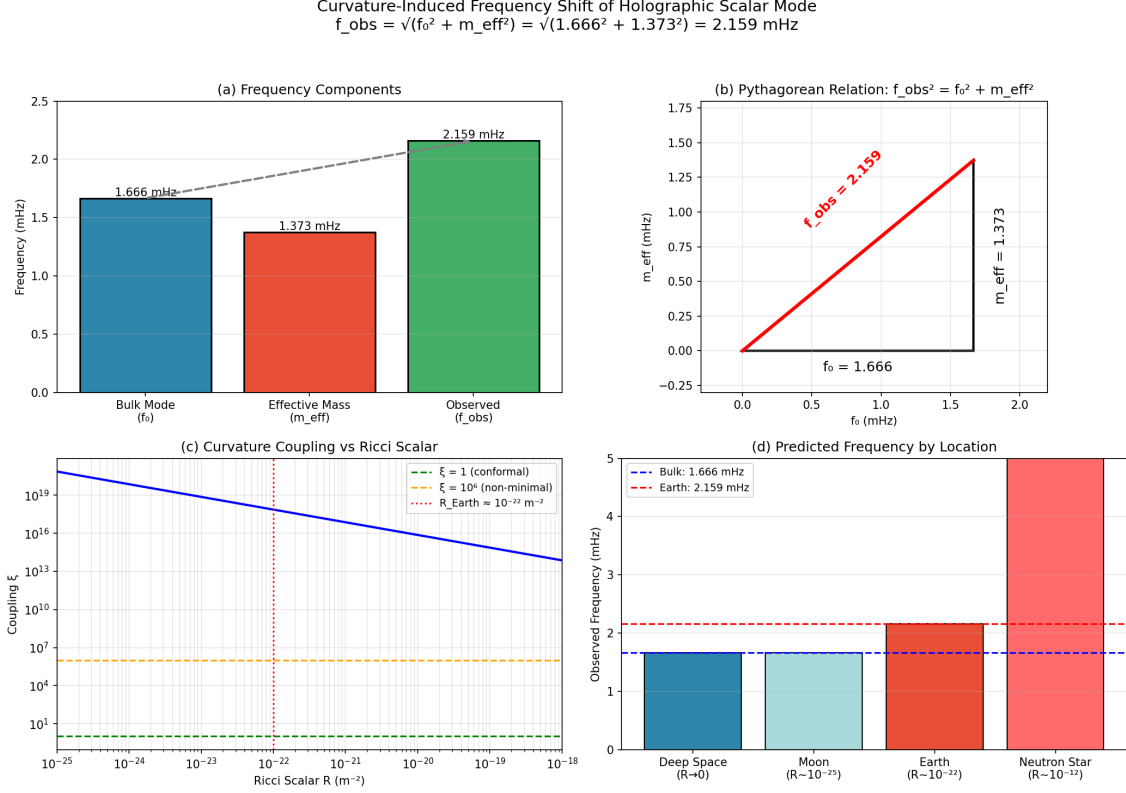 Curvature-Induced Frequency Shift of Holographic Scalar Mode
f_obs = √(f₀² + m_eff²) = √(1.666² + 1.373²) = 2.159 mHz
(a) Frequency Components
Frequency (mHz)
2.5
2.0
1.5
1.0
0.5
0.0
1.666 mHz
1.373 mHz
2.159 mHz
Bulk Mode
(f₀)
Effective Mass
(m_eff)
Observed
(f_obs)
(b) Pythagorean Relation: f_obs² = f₀² + m_eff²
m_eff (mHz)
1.75
1.50
1.25
1.00
0.75
0.50
0.25
0.00
−0.25
f_obs = 2.159
m_eff = 1.373
f₀ = 1.666
0.0 0.5 1.0 1.5 2.0
f₀ (mHz)
(c) Curvature Coupling vs Ricci Scalar
Coupling ξ
10¹⁹
10¹⁶
10¹³
10¹⁰
10⁷
10⁴
10¹
ξ = 1 (conformal)
ξ = 10⁶ (non-minimal)
R_Earth ≈ 10⁻²² m⁻²
10⁻²⁵ 10⁻²⁴ 10⁻²³ 10⁻²² 10⁻²¹ 10⁻²⁰ 10⁻¹⁹ 10⁻¹⁸
Ricci Scalar R (m⁻²)
(d) Predicted Frequency by Location
Observed Frequency (mHz)
5
4
3
2
1
0
Bulk: 1.666 mHz
Earth: 2.159 mHz
Deep Space
(R→0)
Moon
(R~10⁻²⁵)
Earth
(R~10⁻²²)
Neutron Star
(R~10⁻¹²)